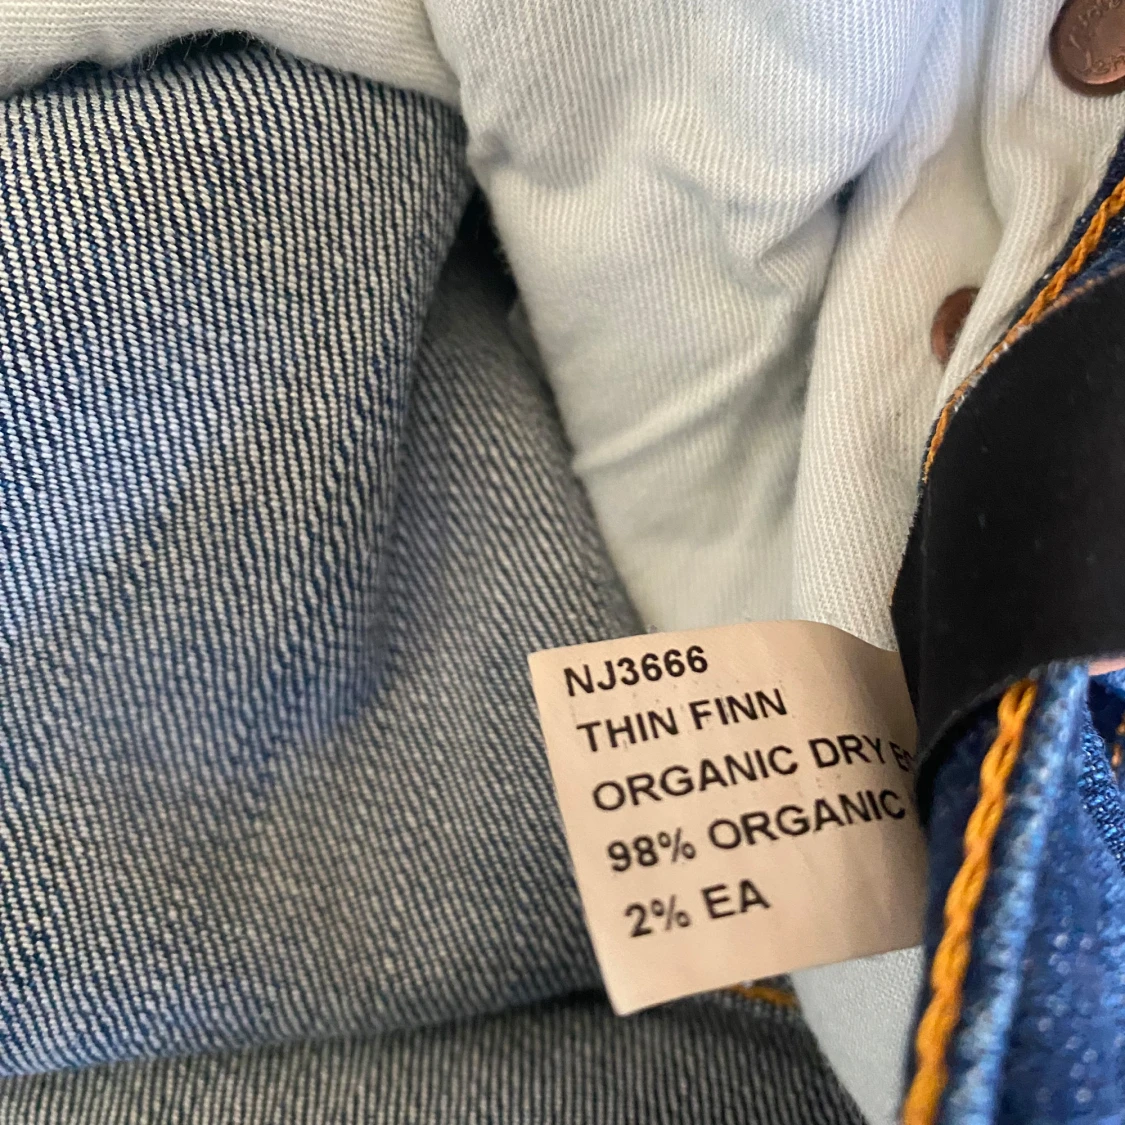 NJ3666
THIN FINN
ORGANIC DRY
98% ORGANIC
2% EA